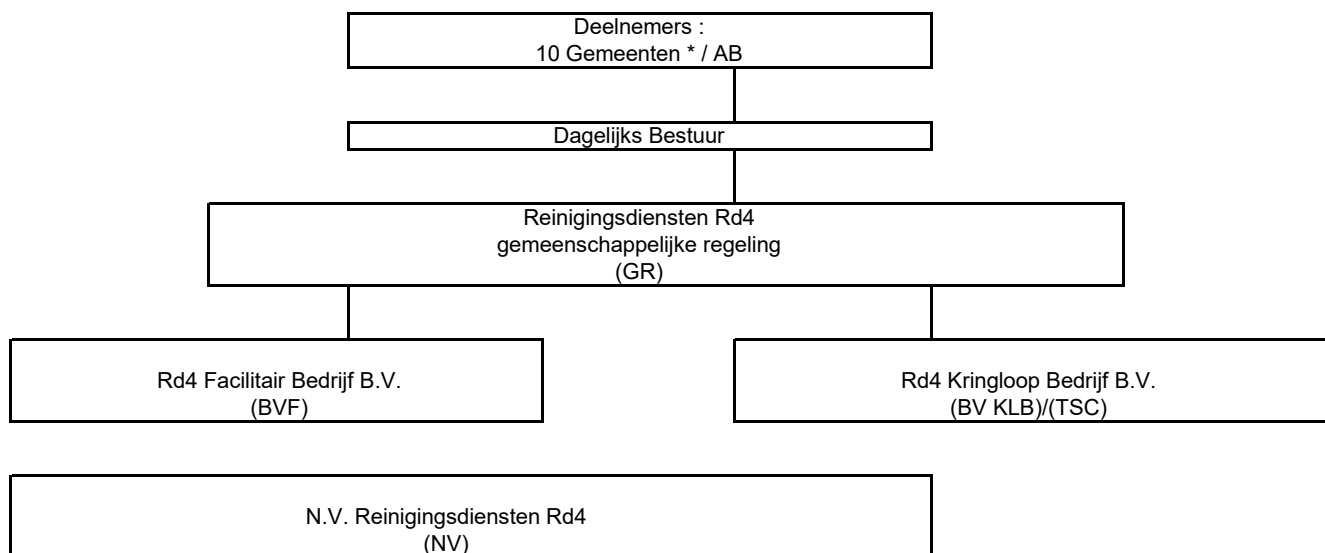 Deelnemers :
10 Gemeenten * / AB
Dagelijks Bestuur
Reinigingsdiensten Rd4
gemeenschappelijke regeling
(GR)
Rd4 Facilitair Bedrijf B.V.
(BVF)
Rd4 Kringloop Bedrijf B.V.
(BV KLB)/(TSC)
N.V. Reinigingsdiensten Rd4
(NV)